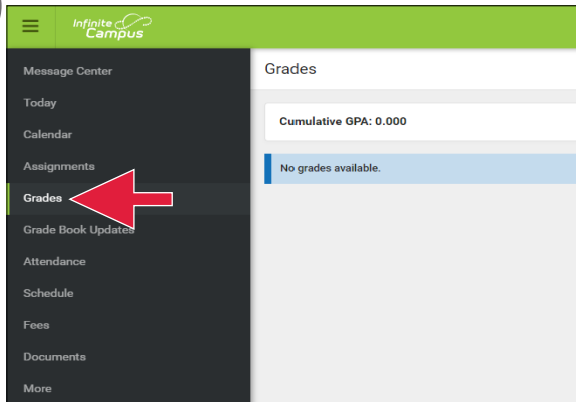 Infinite
Campus
Message Center
Today
Calendar
Assignments
Grades
Grade Book Updates
Attendance
Schedule
Fees
Documents
More
Grades
Cumulative GPA: 0.000
No grades available.